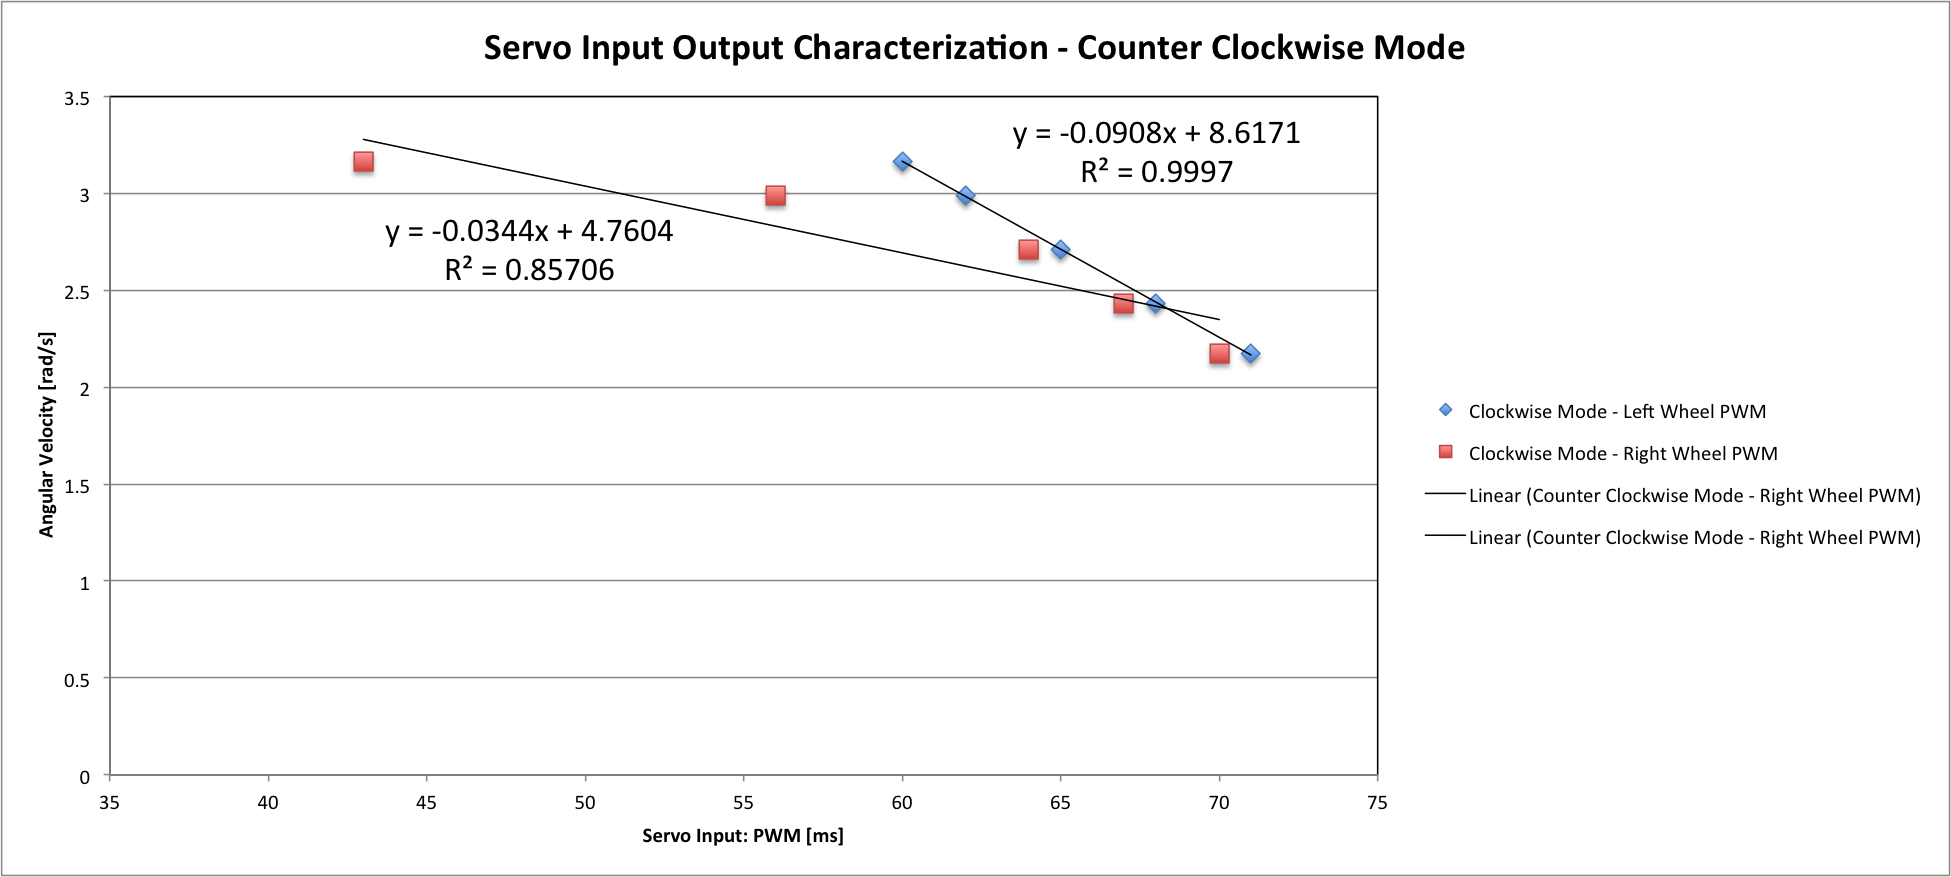 Servo Input Output Characterization - Counter Clockwise Mode
3.5
3
2.5
2
1.5
1
0.5
0
Angular Velocity [rad/s]
y = -0.0908x + 8.6171
R² = 0.9997
y = -0.0344x + 4.7604
R² = 0.85706
35 40 45 50 55 60 65 70 75
Servo Input: PWM [ms]
Clockwise Mode - Left Wheel PWM
Clockwise Mode - Right Wheel PWM
Linear (Counter Clockwise Mode - Right Wheel PWM)
Linear (Counter Clockwise Mode - Right Wheel PWM)